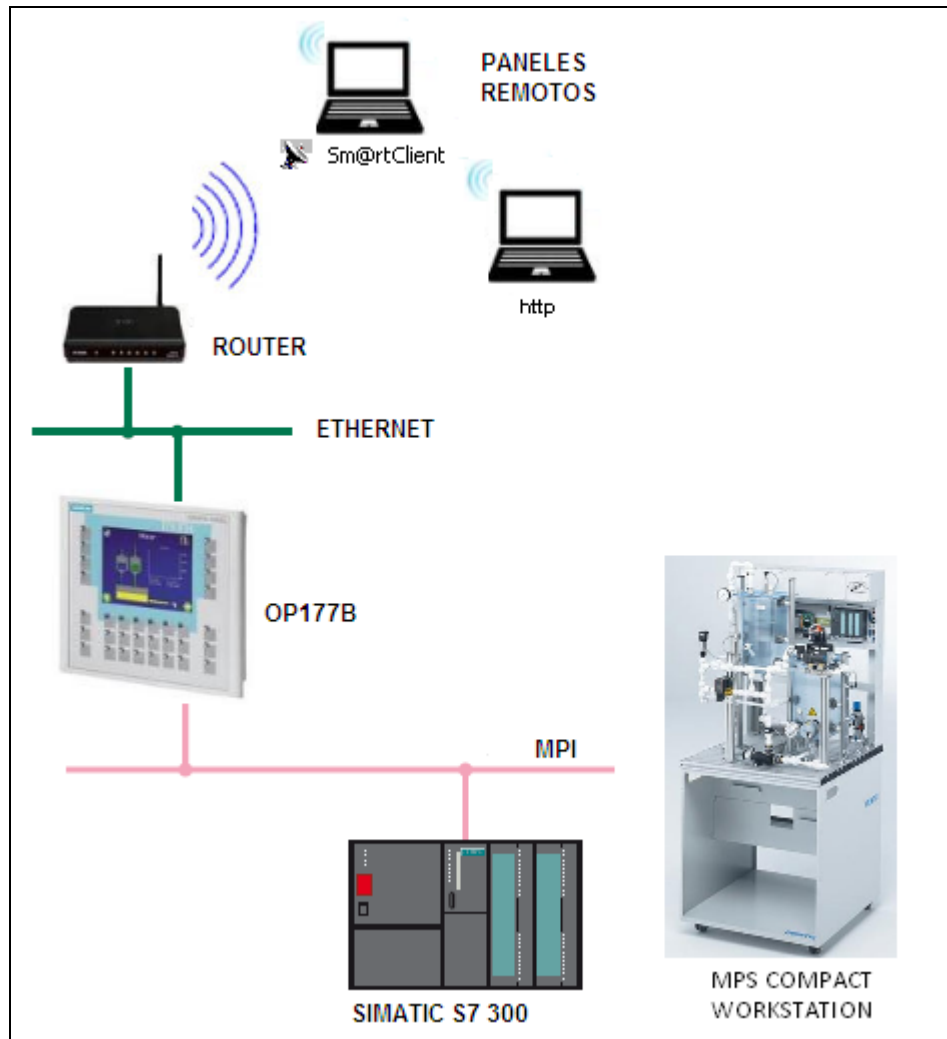 PANELES
REMOTOS
Sm@rtClient
http
ROUTER
ETHERNET
OP177B
MPI
SIMATIC S7 300
MPS COMPACT
WORKSTATION